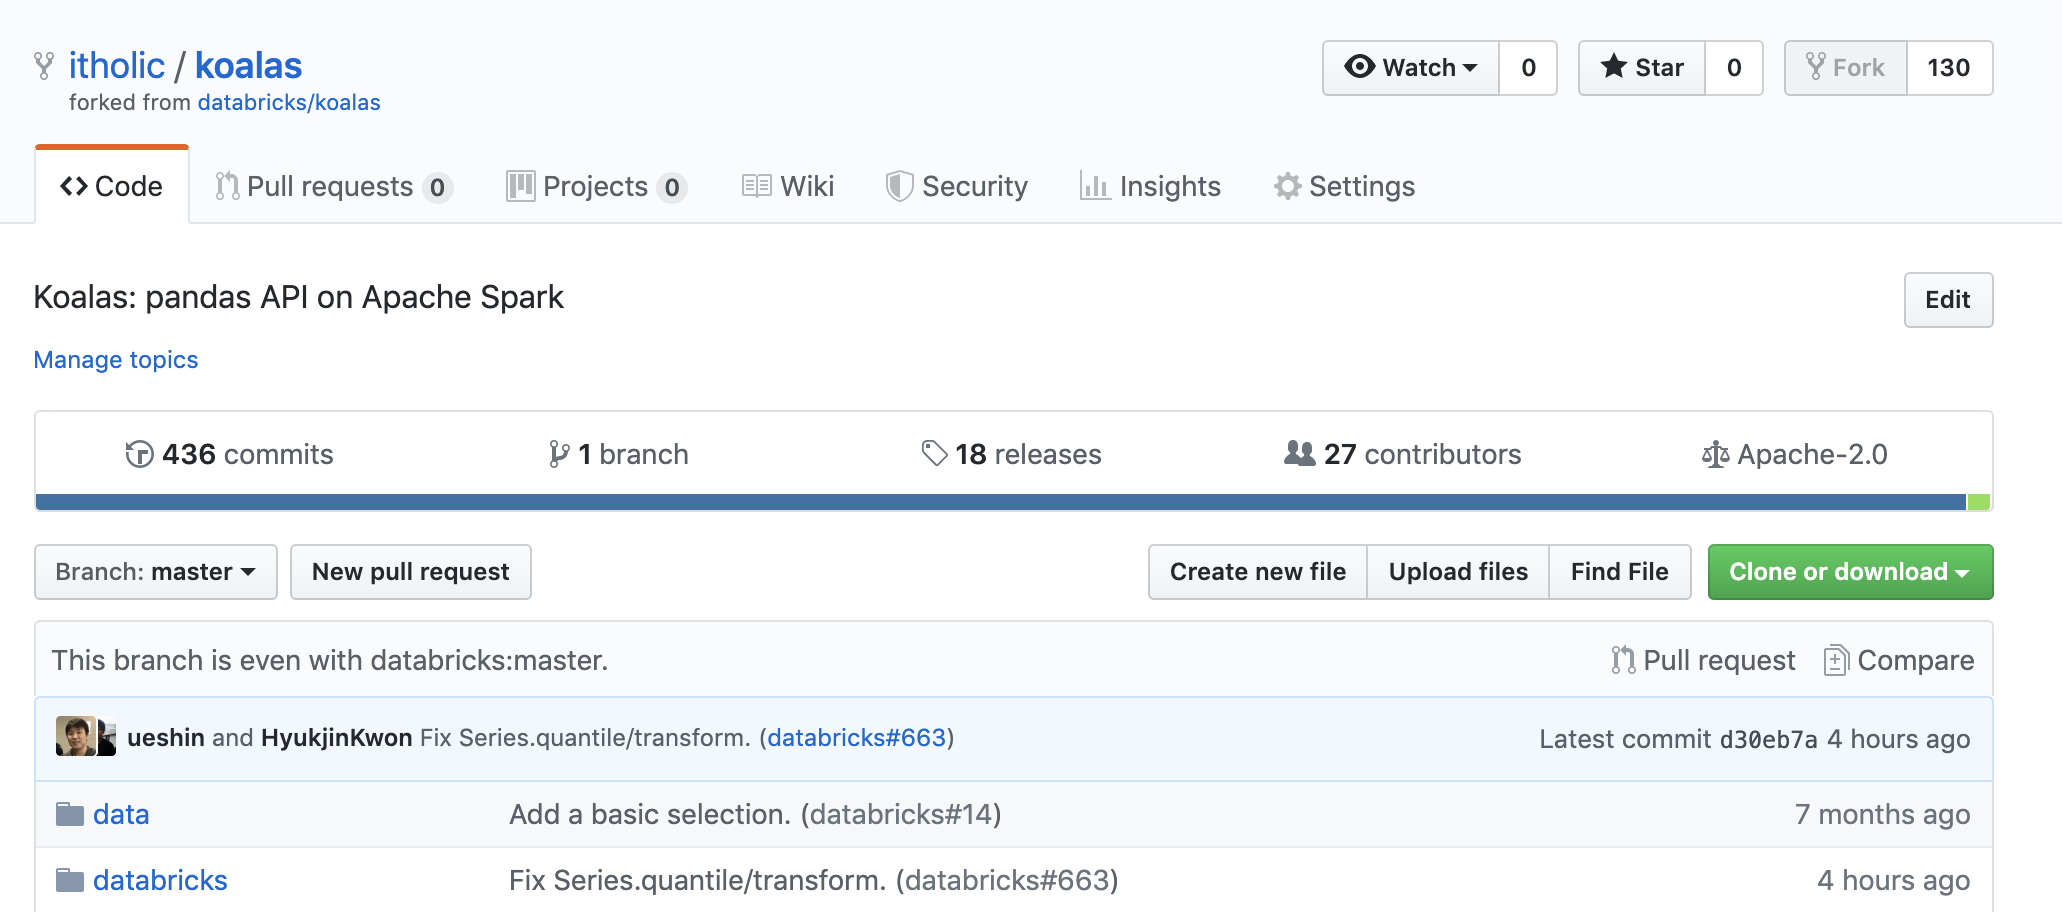 itholic / koalas
forked from databricks/koalas
Watch 0 Star 0 Fork 130
Code Pull requests 0 Projects 0 Wiki Security Insights Settings
Koalas: pandas API on Apache Spark
Edit
Manage topics
436 commits 1 branch 18 releases 27 contributors Apache-2.0
Branch: master New pull request Create new file Upload files Find File Clone or download
This branch is even with databricks:master. Pull request Compare
ueshin and HyukjinKwon Fix Series.quantile/transform. (databricks#663) Latest commit d30eb7a 4 hours ago
data Add a basic selection. (databricks#14) 7 months ago
databricks Fix Series.quantile/transform. (databricks#663) 4 hours ago